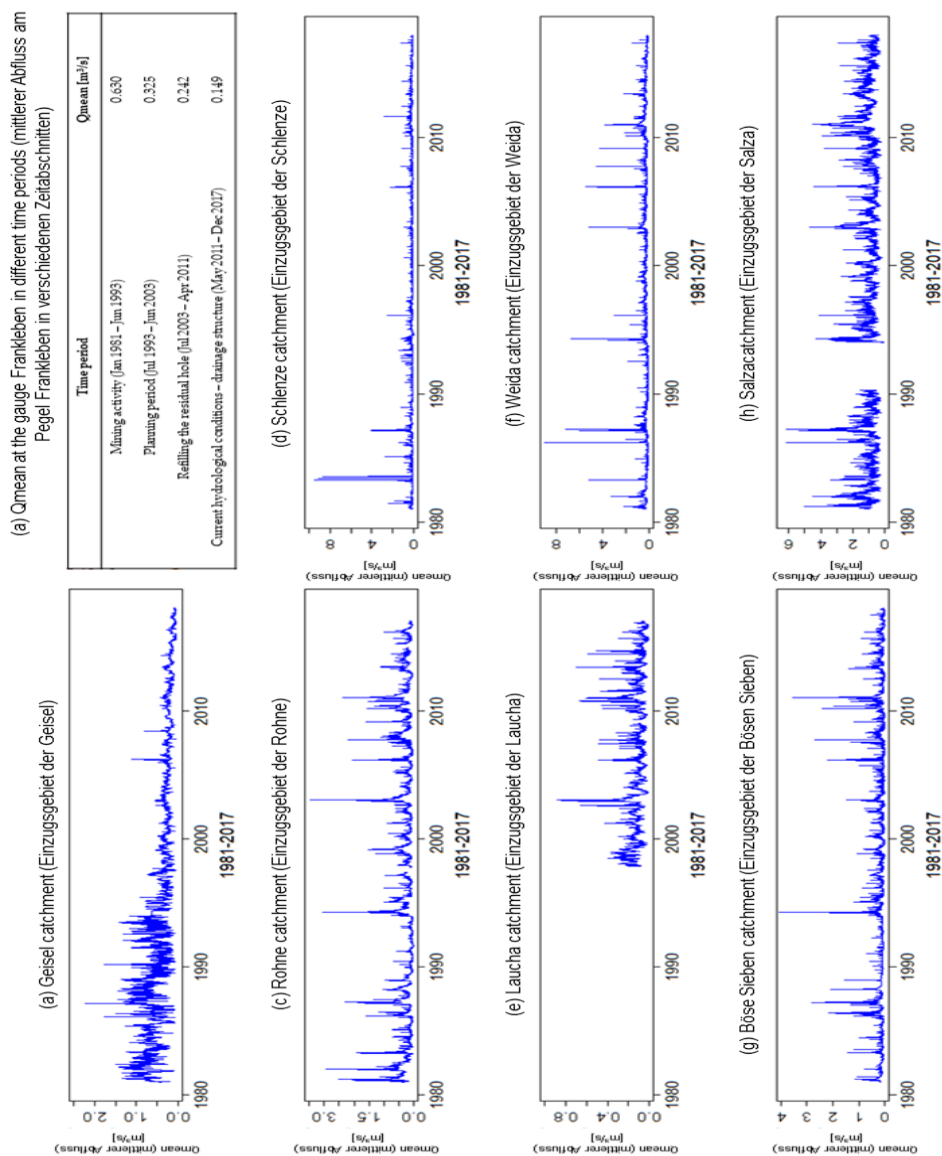 (a) Geisel catchment (Einzugsgebiet der Geisel)
Qmean (mittlerer Abfluss)
[m³/s]
2.0
1.0
0.0
1980 1990 2000 2010
1981-2017
(a) Qmean at the gauge Frankleben in different time periods (mittlerer Abfluss am
Pegel Frankleben in verschiedenen Zeitabschnitten)
Time period Qmean [m³/s]
Mining activity (Jan 1981 – Jun 1993) 0.630
Planning period (Jul 1993 – Jun 2003) 0.325
Refilling the residual hole (Jul 2003 – Apr 2011) 0.242
Current hydrological conditions – drainage structure (May 2011 – Dec 2017) 0.149
(c) Rohne catchment (Einzugsgebiet der Rohne)
Qmean (mittlerer Abfluss)
[m³/s]
3.0
1.5
0.0
1980 1990 2000 2010
1981-2017
(d) Schlenze catchment (Einzugsgebiet der Schlenze)
Qmean (mittlerer Abfluss)
[m³/s]
8
4
0
1980 1990 2000 2010
1981-2017
(e) Laucha catchment (Einzugsgebiet der Laucha)
Qmean (mittlerer Abfluss)
[m³/s]
0.8
0.4
0.0
1980 1990 2000 2010
1981-2017
(f) Weida catchment (Einzugsgebiet der Weida)
Qmean (mittlerer Abfluss)
[m³/s]
8
4
0
1980 1990 2000 2010
1981-2017
(g) Böse Sieben catchment (Einzugsgebiet der Bösen Sieben)
Qmean (mittlerer Abfluss)
[m³/s]
4
3
1
0
1980 1990 2000 2010
1981-2017
(h) Salzacatchment (Einzugsgebiet der Salza)
Qmean (mittlerer Abfluss)
[m³/s]
6
2
0
1980 1990 2000 2010
1981-2017